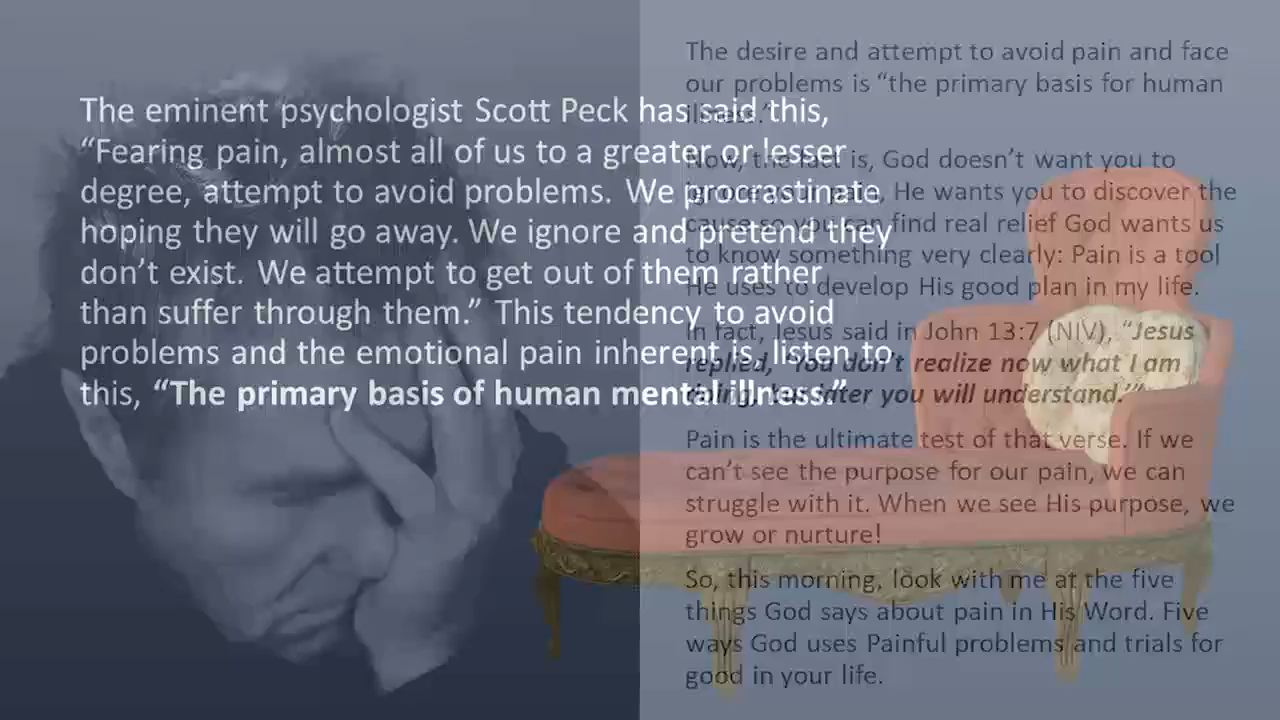 The eminent psychologist Scott Peck has said this,
“Fearing pain, almost all of us to a greater or lesser
degree, attempt to avoid problems. We procrastinate
hoping they will go away. We ignore and pretend they
don’t exist. We attempt to get out of them rather
than suffer through them.” This tendency to avoid
problems and the emotional pain inherent is, listen to
this, “The primary basis of human mental illness.”
The desire and attempt to avoid pain and face
our problems is “the primary basis for human
illness.”
Now, the fact is, God doesn’t want you to
pain, He wants you to discover the
cause so you can find real relief God wants us
to know something very clearly: Pain is a tool
He uses to develop His good plan in my life.
In fact, Jesus said in John 13:7 (NIV), “Jesus
replied, “You don’t realize now what I am
doing, but later you will understand.’”
Pain is the ultimate test of that verse. If we
can’t see the purpose for our pain, we can
struggle with it. When we see His purpose, we
grow or nurture!
So, this morning, look with me at the five
things God says about pain in His Word. Five
ways God uses Painful problems and trials for
good in your life.